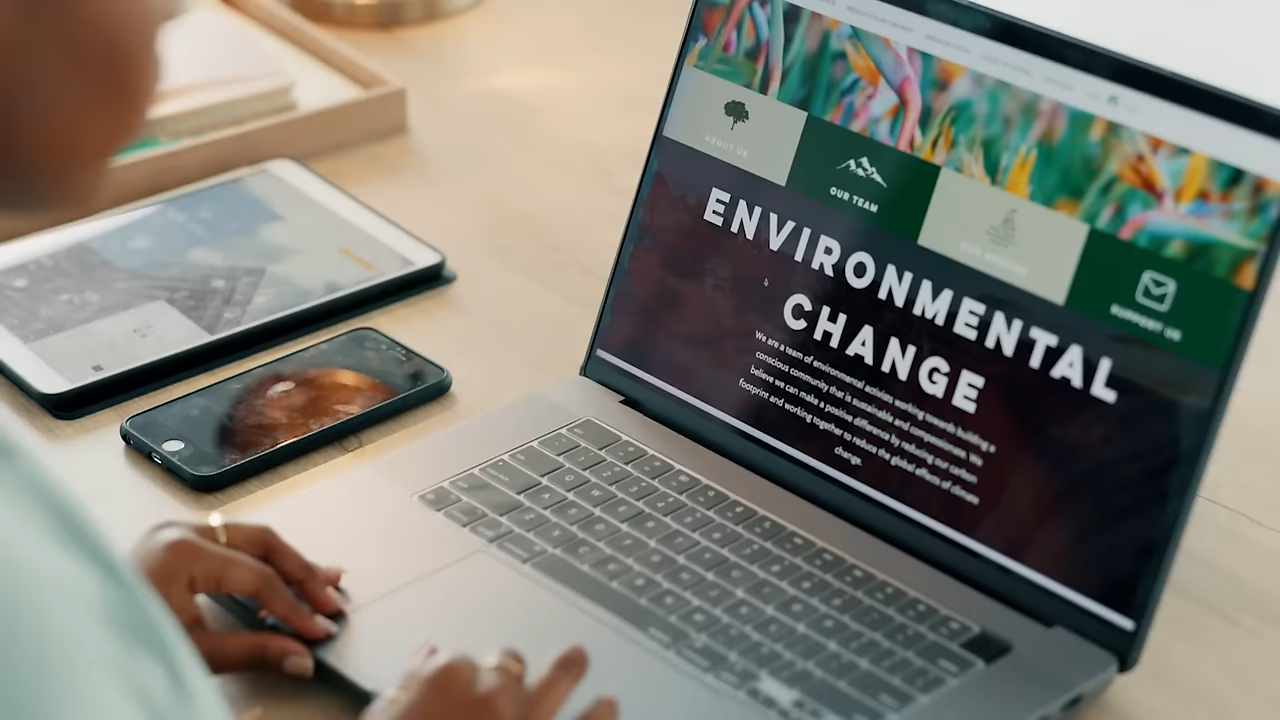 ABOUT US
OUR TEAM
SUPPORT US
ENVIRONMENTAL
CHANGE
We are a team of environmental activists working towards building a
conscious community that is sustainable and compassionate. We
believe we can make a positive difference by reducing our carbon
footprint and working together to reduce the global effects of climate
change.